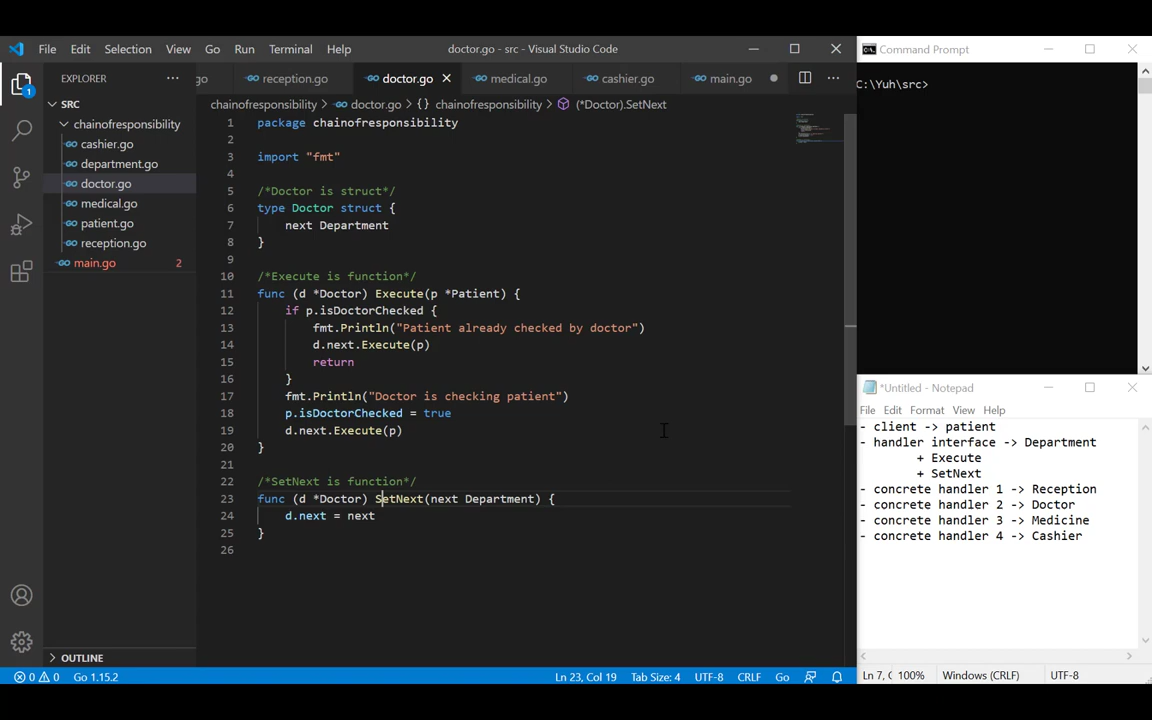 File Edit Selection View Go Run Terminal Help
doctor.go - src - Visual Studio Code
EXPLORER
go reception.go doctor.go medical.go cashier.go main.go
chainofresponsibility > doctor.go > {} chainofresponsibility > (*Doctor).SetNext
SRC
chainofresponsibility
cashier.go
department.go
doctor.go
medical.go
patient.go
reception.go
main.go 2
OUTLINE
1 package chainofresponsibility
2
3 import "fmt"
4
5 /*Doctor is struct*/
6 type Doctor struct {
7 next Department
8 }
9
10 /*Execute is function*/
11 func (d *Doctor) Execute(p *Patient) {
12 if p.isDoctorChecked {
13 fmt.Println("Patient already checked by doctor")
14 d.next.Execute(p)
15 return
16 }
17 fmt.Println("Doctor is checking patient")
18 p.isDoctorChecked = true
19 d.next.Execute(p)
20 }
21
22 /*SetNext is function*/
23 func (d *Doctor) SetNext(next Department) {
24 d.next = next
25 }
26
1
0 0 Go 1.15.2 Ln 23, Col 19 Tab Size: 4 UTF-8 CRLF Go
Command Prompt
C:\Yuh\src>
*Untitled - Notepad
File Edit Format View Help
- client -> patient
- handler interface -> Department
+ Execute
+ SetNext
- concrete handler 1 -> Reception
- concrete handler 2 -> Doctor
- concrete handler 3 -> Medicine
- concrete handler 4 -> Cashier
Ln 7, C 100% Windows (CRLF) UTF-8